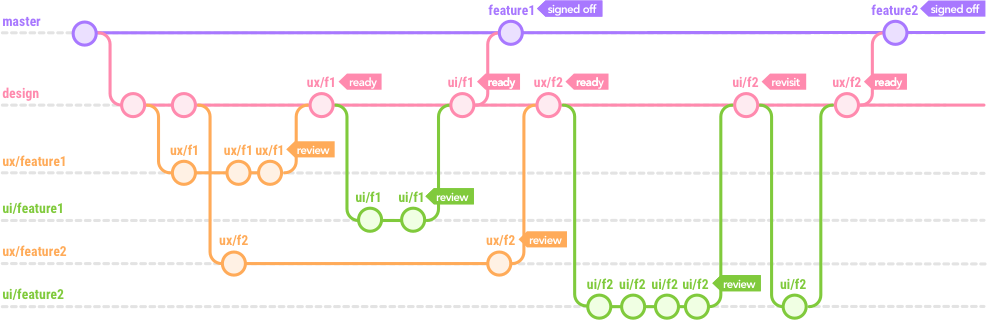 feature1 signed off feature2 signed off
master
ux/f1 ready ui/f1 ready ux/f2 ready ui/f2 revisit ux/f2 ready
design
ux/f1 ux/f1 ux/f1 review
ux/feature1
ui/f1 ui/f1 review
ui/feature1
ux/f2 ux/f2 review
ux/feature2
ui/f2 ui/f2 ui/f2 ui/f2 review ui/f2
ui/feature2